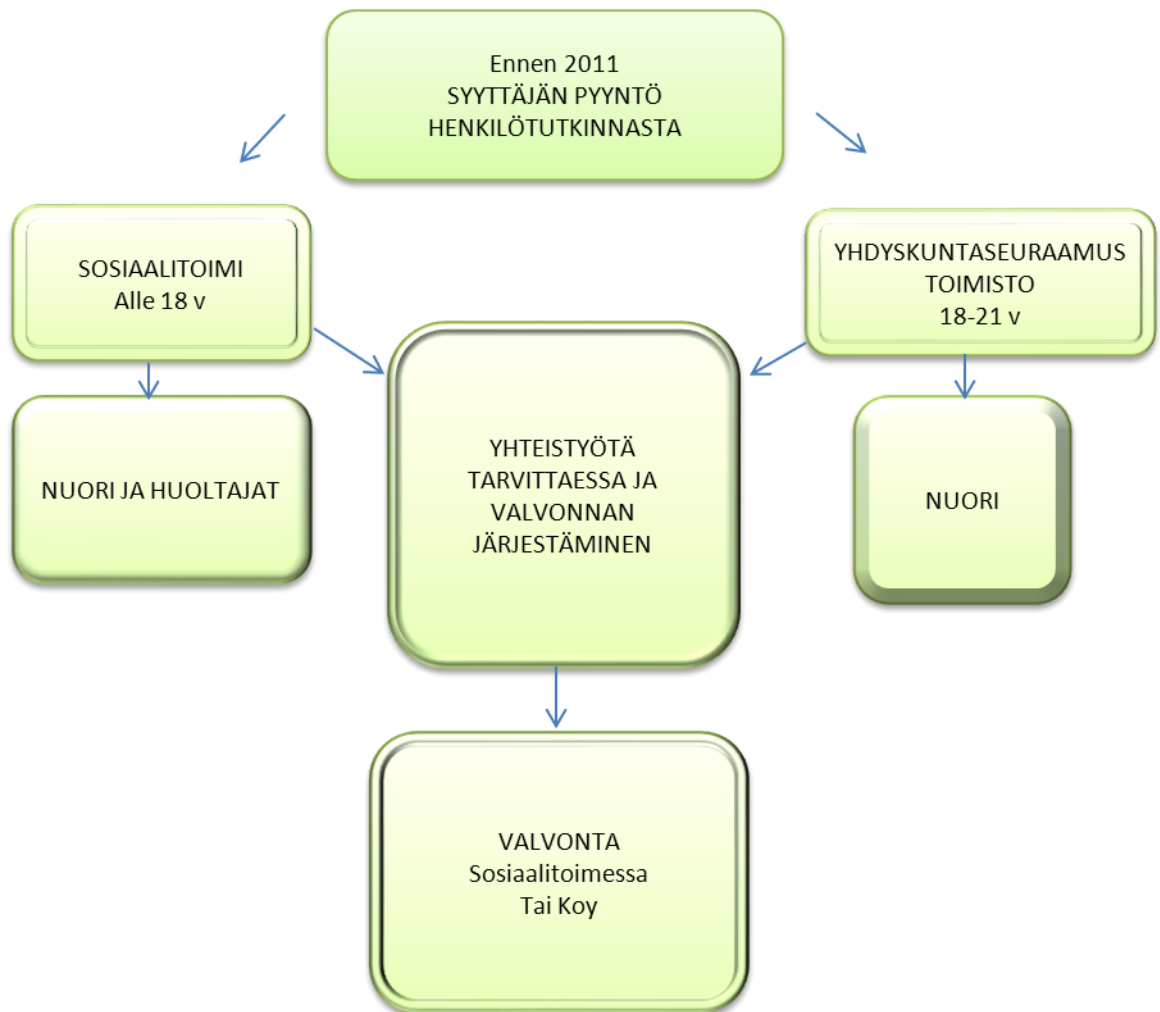 Ennen 2011
SYYTTÄJÄN PYYNTÖ
HENKILÖTUTKINNASTA
SOSIAALITOIMI
Alle 18 v
YHDYSKUNTASEURAAMUS
TOIMISTO
18-21 v
NUORI JA HUOLTAJAT
YHTEISTYÖTÄ
TARVITTAESSA JA
VALVONNAN
JÄRJESTÄMINEN
NUORI
VALVONTA
Sosiaalitoimessa
Tai Koy